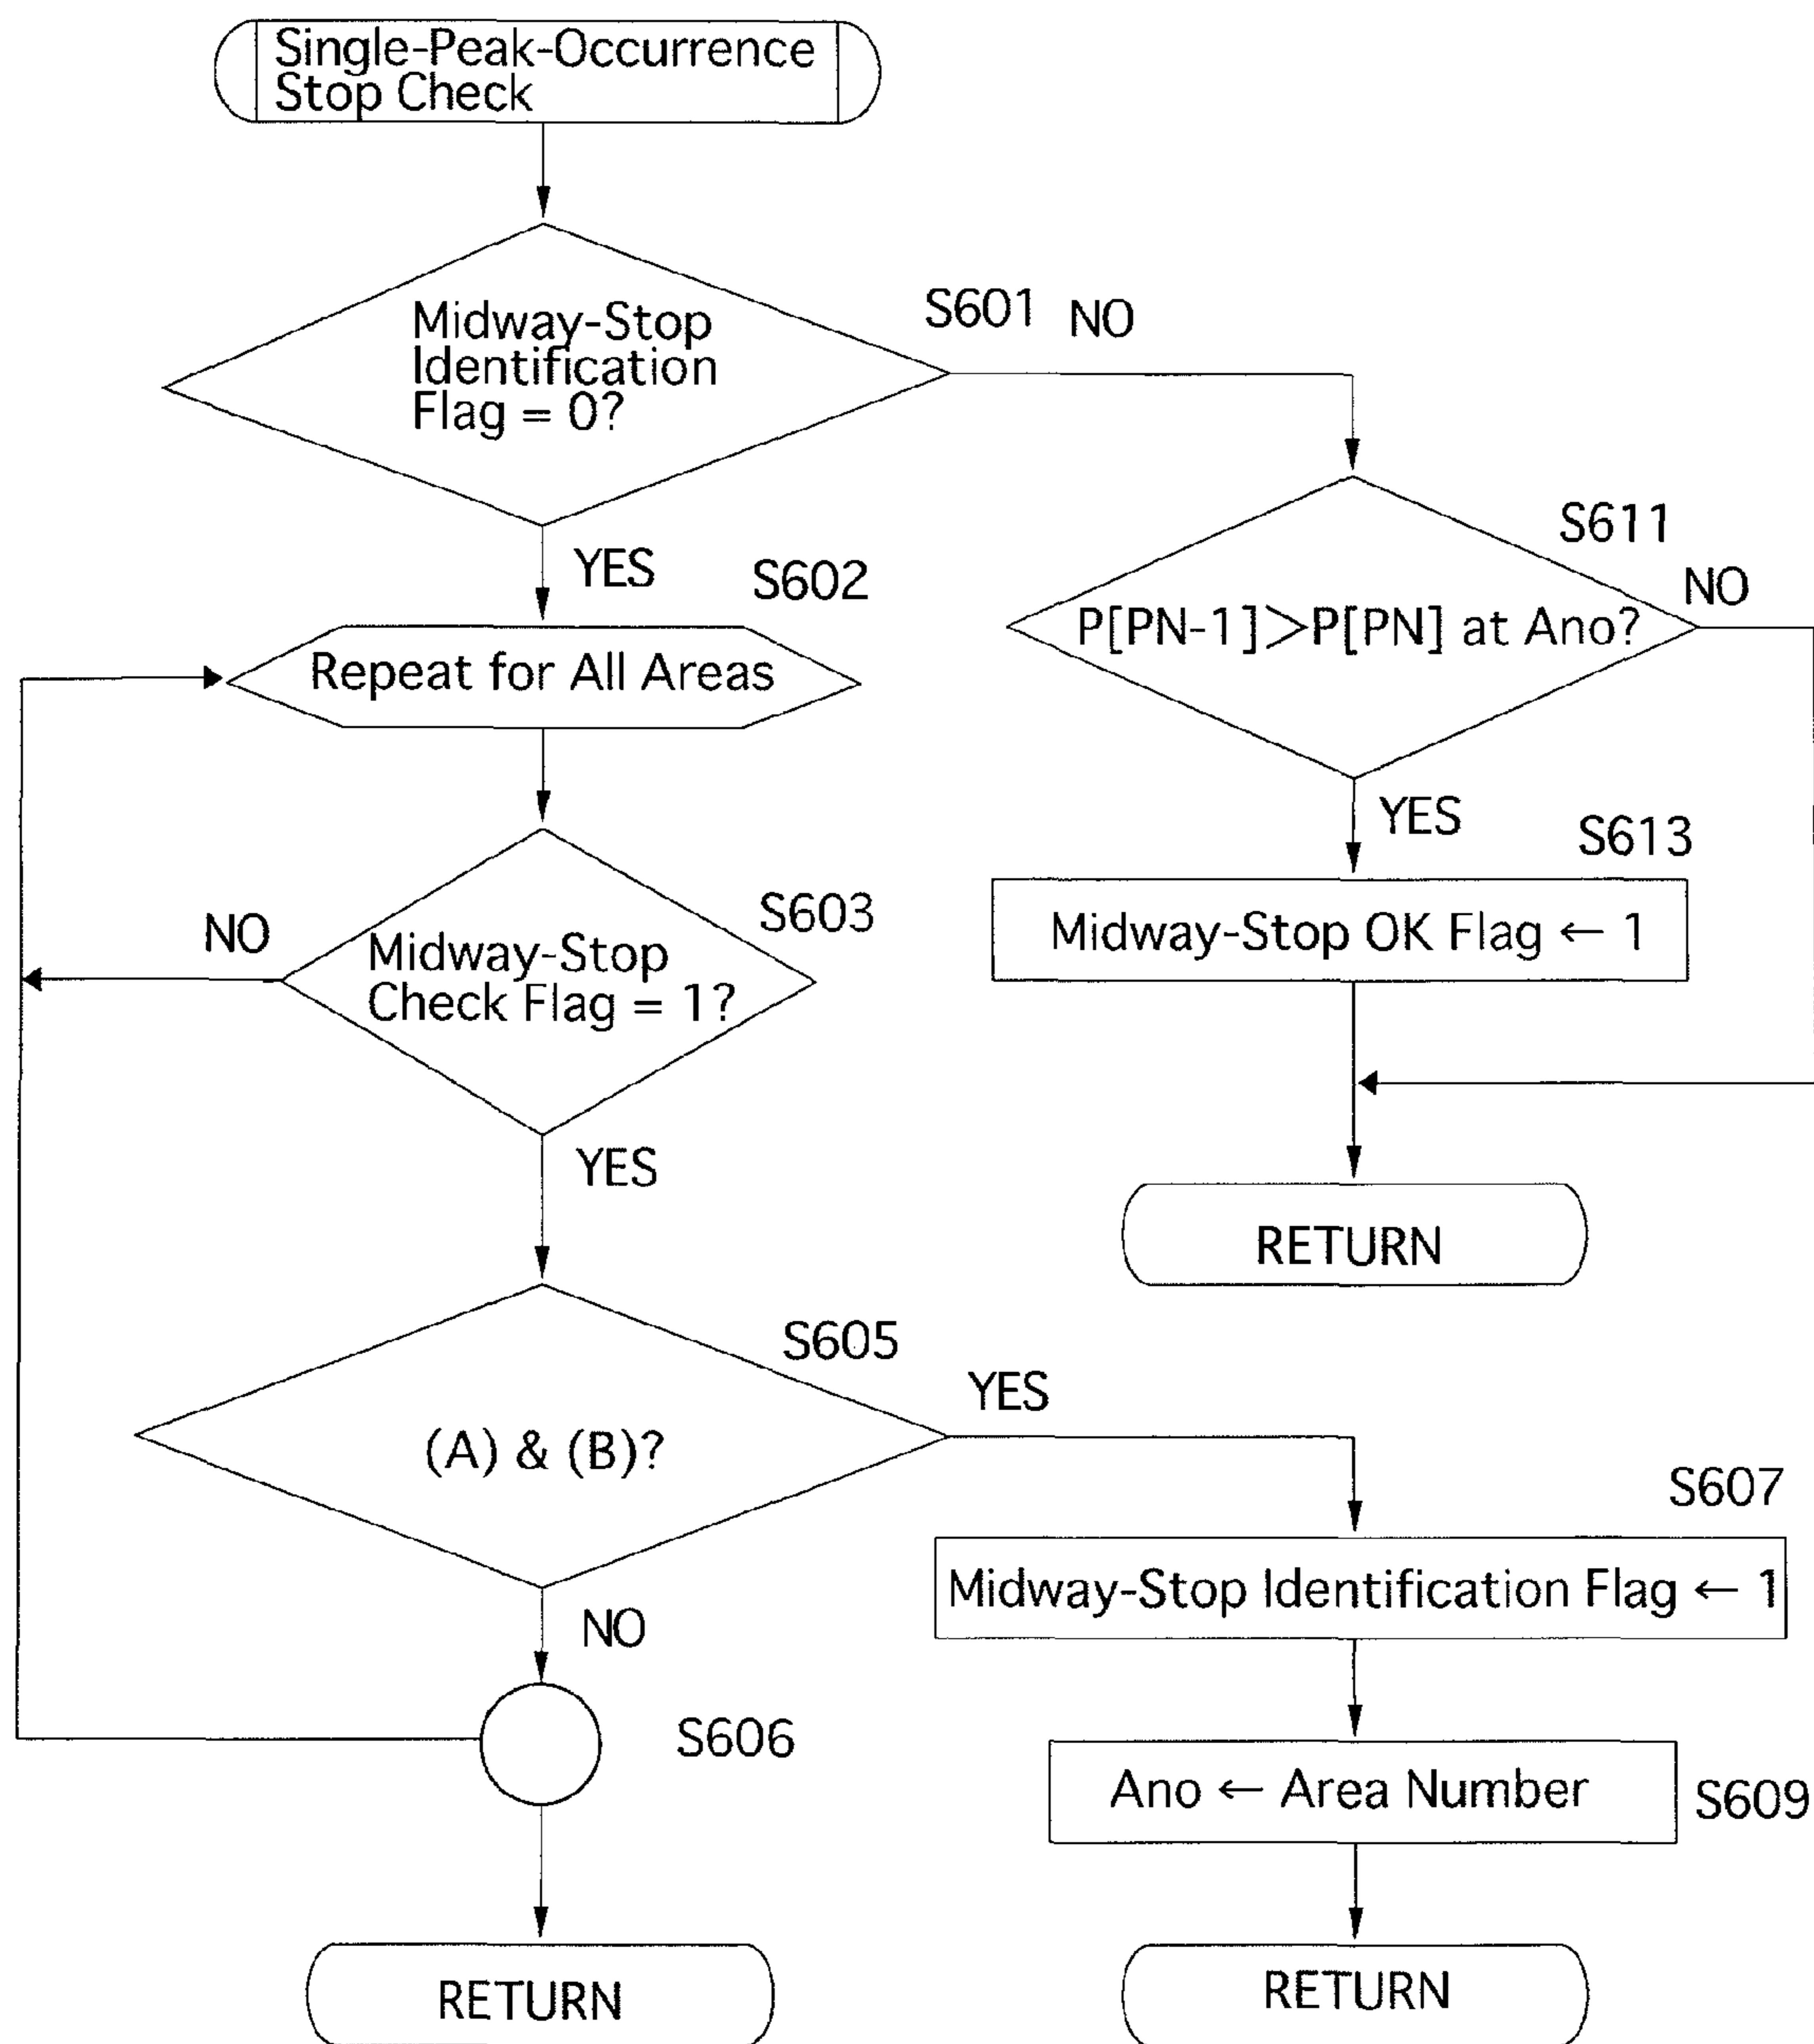 Single-Peak-Occurrence
Stop Check
Midway-Stop
Identification
Flag = 0?
S601
NO
YES
S602
Repeat for All Areas
S611
P[PN-1]>P[PN] at Ano?
NO
YES
S613
Midway-Stop OK Flag ← 1
RETURN
S603
NO
Midway-Stop
Check Flag = 1?
YES
S605
(A) & (B)?
YES
S607
Midway-Stop Identification Flag ← 1
NO
S606
Ano ← Area Number
S609
RETURN
RETURN